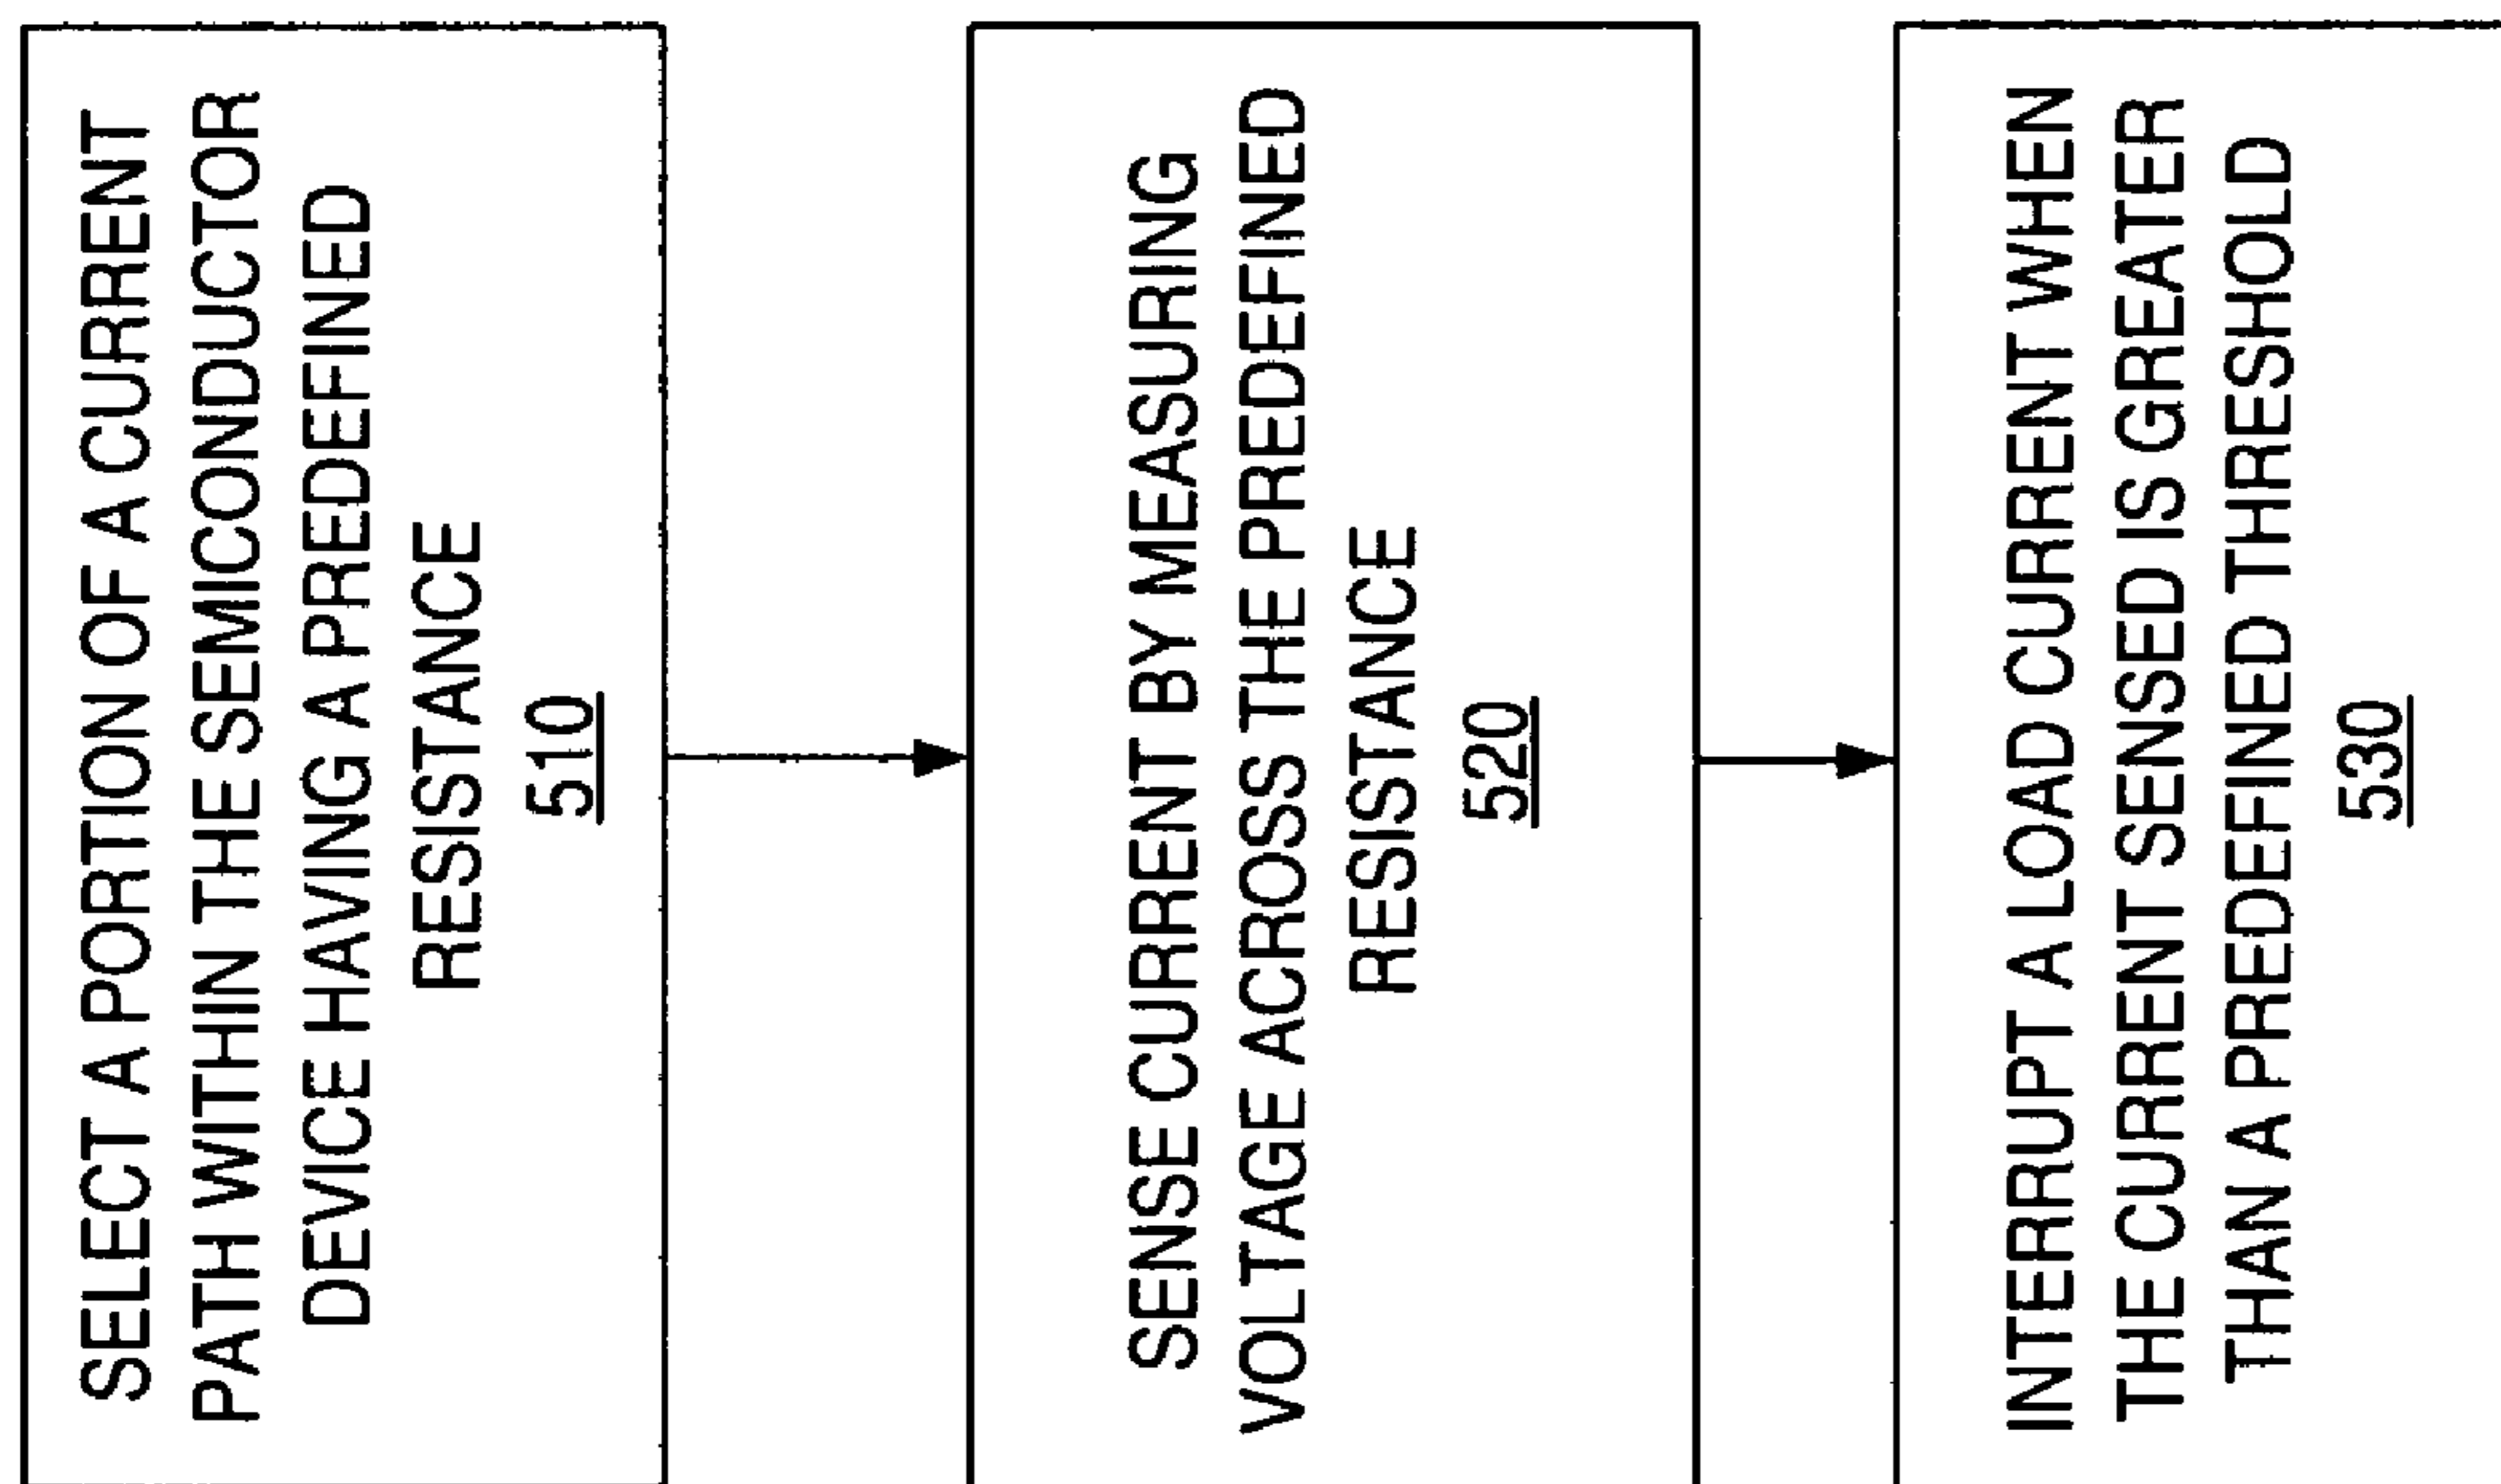 SELECT A PORTION OF A CURRENT
PATH WITHIN THE SEMICONDUCTOR
DEVICE HAVING A PREDEFINED
RESISTANCE
510
SENSE CURRENT BY MEASURING
VOLTAGE ACROSS THE PREDEFINED
RESISTANCE
520
INTERRUPT A LOAD CURRENT WHEN
THE CURRENT SENSED IS GREATER
THAN A PREDEFINED THRESHOLD
530